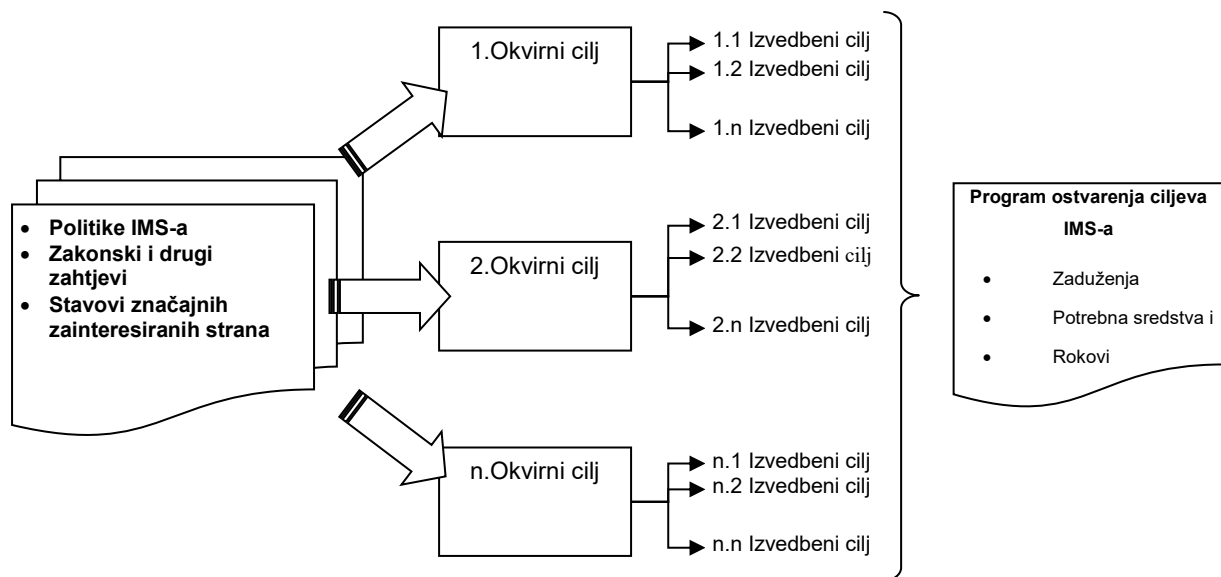 • Politike IMS-a
• Zakonski i drugi
zahtjevi
• Stavovi značajnih
zainteresiranih strana
1.Okvirni cilj
1.1 Izvedbeni cilj
1.2 Izvedbeni cilj
1.n Izvedbeni cilj
2.Okvirni cilj
2.1 Izvedbeni cilj
2.2 Izvedbeni cilj
2.n Izvedbeni cilj
n.Okvirni cilj
n.1 Izvedbeni cilj
n.2 Izvedbeni cilj
n.n Izvedbeni cilj
Program ostvarenja ciljeva
IMS-a
• Zaduženja
• Potrebna sredstva i
• Rokovi